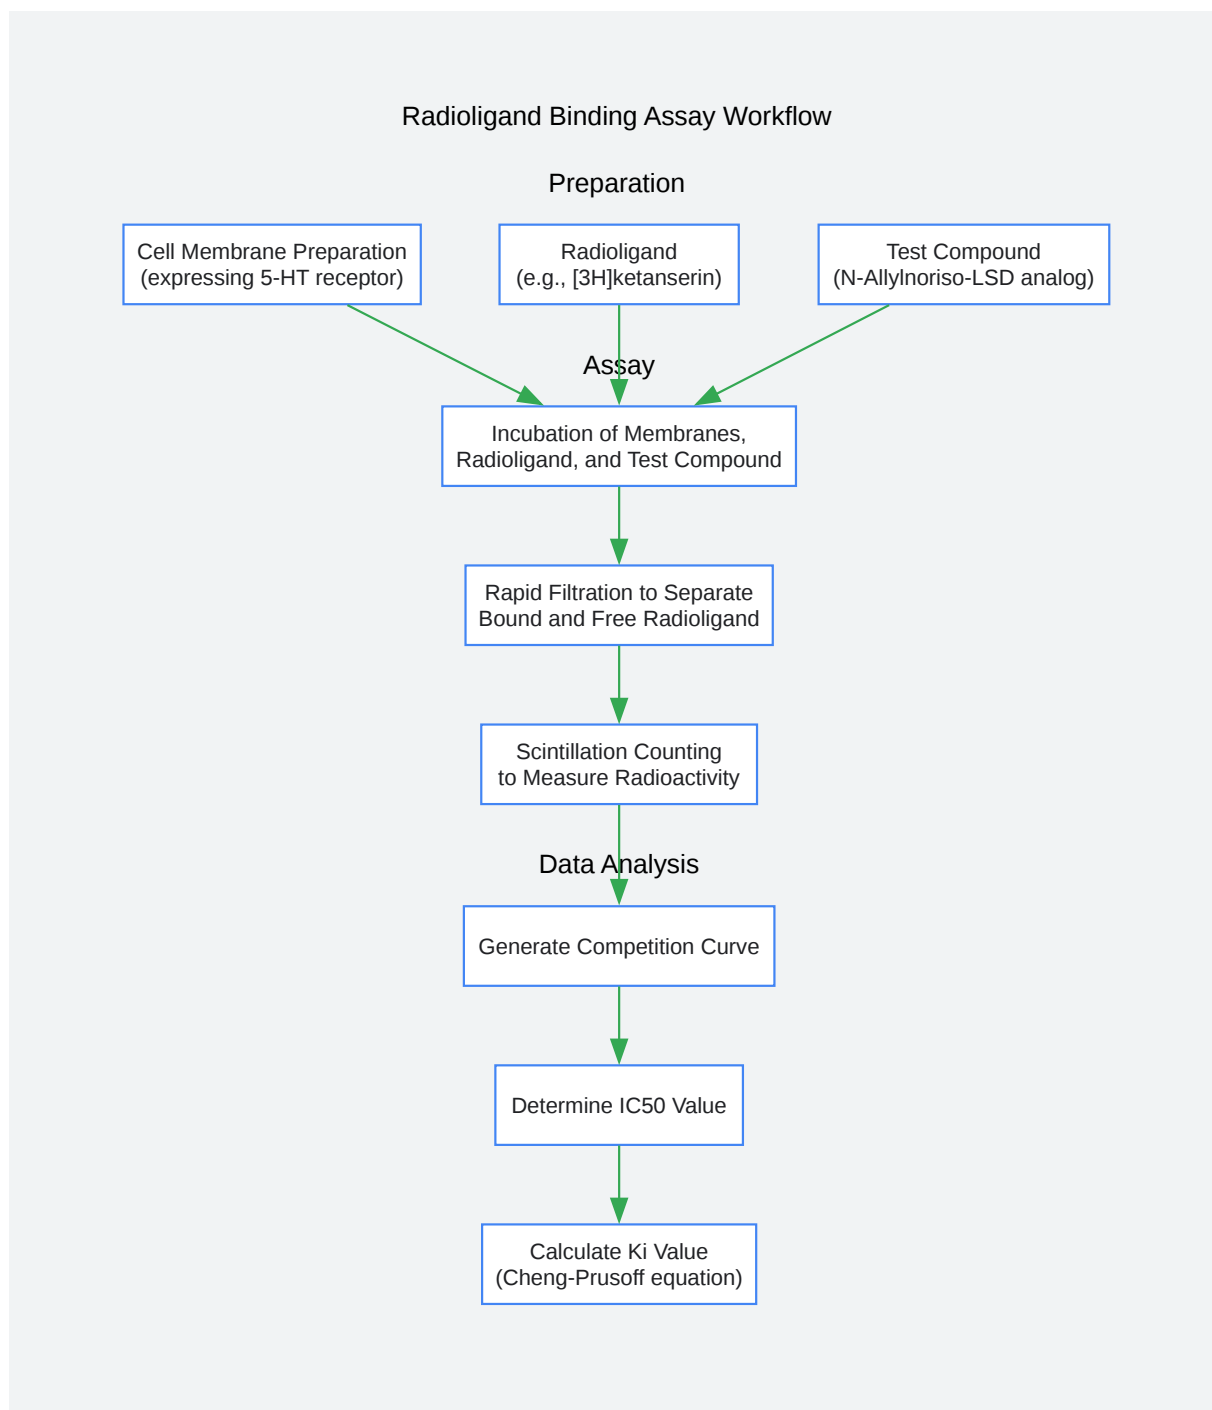 Radioligand Binding Assay Workflow
Preparation
Cell Membrane Preparation
(expressing 5-HT receptor)
Radioligand
(e.g., [3H]ketanserin)
Test Compound
(N-Allylnoriso-LSD analog)
Assay
Incubation of Membranes,
Radioligand, and Test Compound
Rapid Filtration to Separate
Bound and Free Radioligand
Scintillation Counting
to Measure Radioactivity
Data Analysis
Generate Competition Curve
Determine IC50 Value
Calculate Ki Value
(Cheng-Prusoff equation)